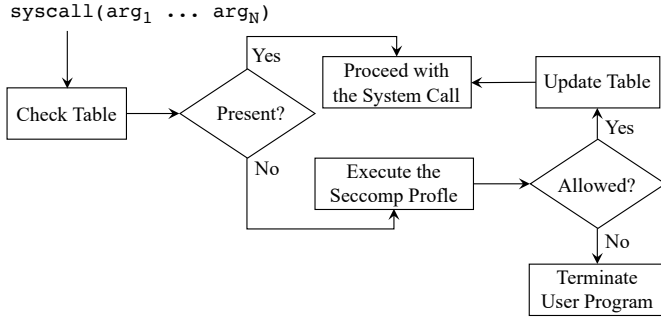 syscall(arg1 ... argN)
Check Table
Present?
Yes
Proceed with
the System Call
Update Table
Yes
No
Execute the
Seccomp Profle
Allowed?
No
Terminate
User Program